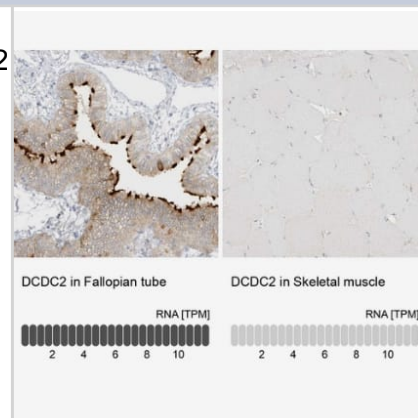 2
DCDC2 in Fallopian tube
RNA [TPM]
2 4 6 8 10
DCDC2 in Skeletal muscle
RNA [TPM]
2 4 6 8 10